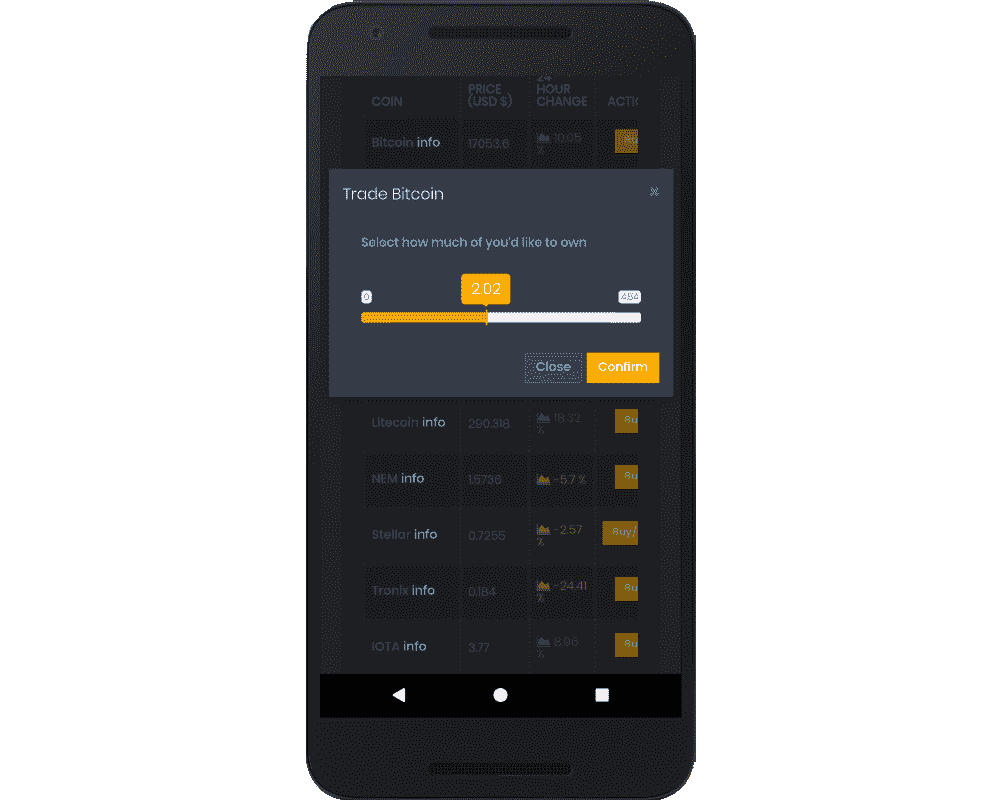 24
COIN PRICE HOUR ACTI
(USD $) CHANGE
Bitcoin info 17053.6 10.05
%
Trade Bitcoin ×
Select how much of you'd like to own
2.02
0
Close Confirm
Litecoin info 290.318 18.32 Bu
%
NEM info 1.5736 -5.7 % Bu
Stellar info 0.7255 -2.57 Buy/
%
Tronix info 0.184 -24.41 Bu
%
IOTA info 3.77 8.96 Bu
%